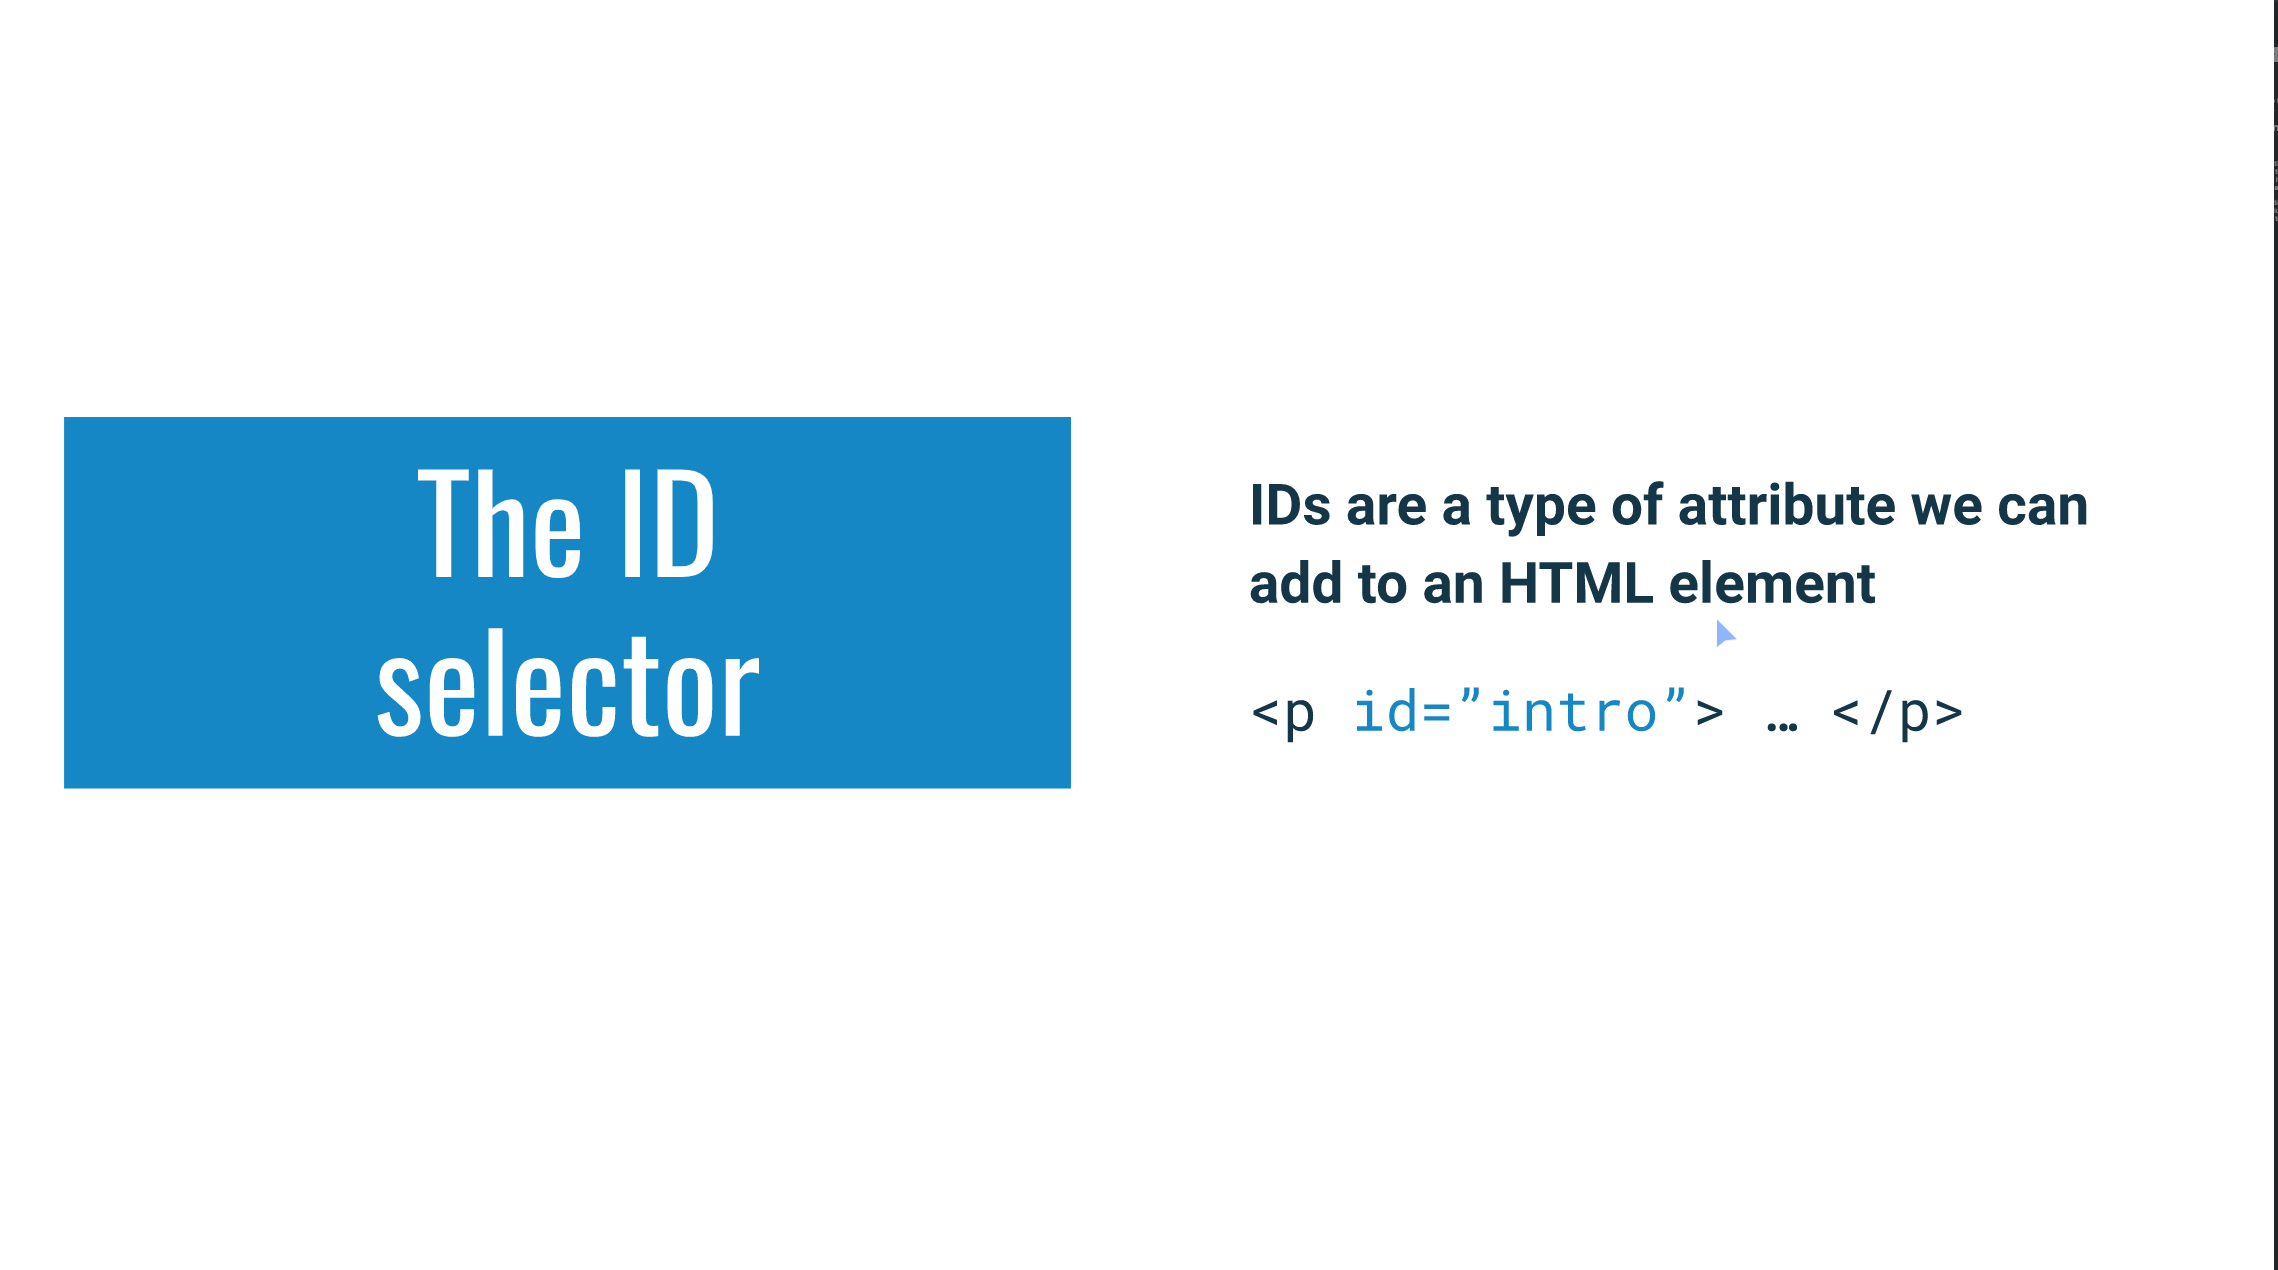 The ID
selector
IDs are a type of attribute we can
add to an HTML element
<p id=”intro”> … </p>